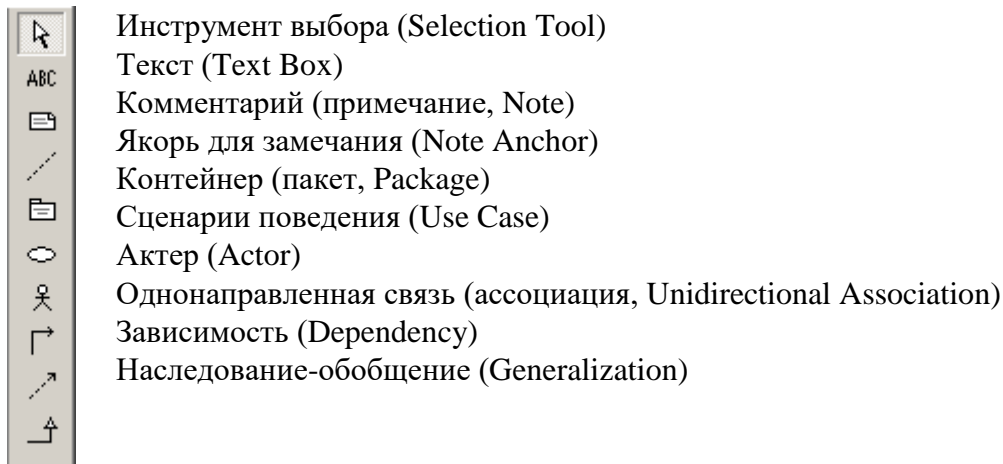 Инструмент выбора (Selection Tool)
ABC Текст (Text Box)
Комментарий (примечание, Note)
Якорь для замечания (Note Anchor)
Контейнер (пакет, Package)
Сценарии поведения (Use Case)
Актер (Actor)
Однонаправленная связь (ассоциация, Unidirectional Association)
Зависимость (Dependency)
Наследование-обобщение (Generalization)